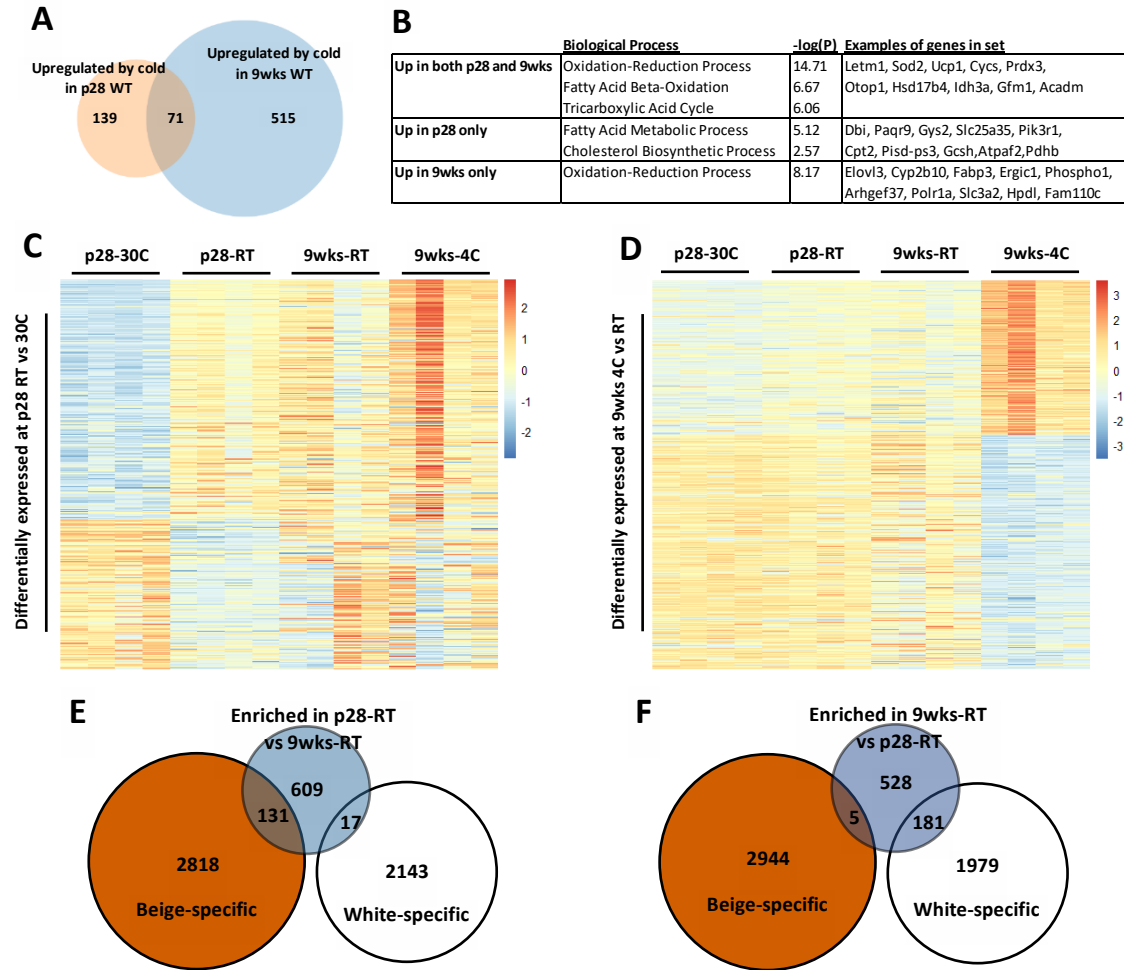 A
Upregulated by cold
in 9wks WT
Upregulated by cold
in p28 WT
139
71
515
B
Biological Process -log(P) Examples of genes in set
Up in both p28 and 9wks Oxidation-Reduction Process 14.71 Letm1, Sod2, Ucp1, Cycs, Prdx3,
Fatty Acid Beta-Oxidation 6.67 Otop1, Hsd17b4, Idh3a, Gfm1, Acadm
Tricarboxylic Acid Cycle 6.06
Up in p28 only Fatty Acid Metabolic Process 5.12 Dbi, Paqr9, Gys2, Slc25a35, Pik3r1,
Cholesterol Biosynthetic Process 2.57 Cpt2, Pisd-ps3, Gcsh,Atpaf2,Pdhb
Up in 9wks only Oxidation-Reduction Process 8.17 Elovl3, Cyp2b10, Fabp3, Ergic1, Phospho1,
Arhgef37, Polr1a, Slc3a2, Hpdl, Fam110c
C
p28-30C p28-RT 9wks-RT 9wks-4C
Differentially expressed at p28 RT vs 30C
2
1
0
-1
-2
D
p28-30C p28-RT 9wks-RT 9wks-4C
Differentially expressed at 9wks 4C vs RT
3
2
1
0
-1
-2
-3
E
Enriched in p28-RT
vs 9wks-RT
609
131
17
2818
2143
Beige-specific
White-specific
F
Enriched in 9wks-RT
vs p28-RT
528
5
181
2944
1979
Beige-specific
White-specific